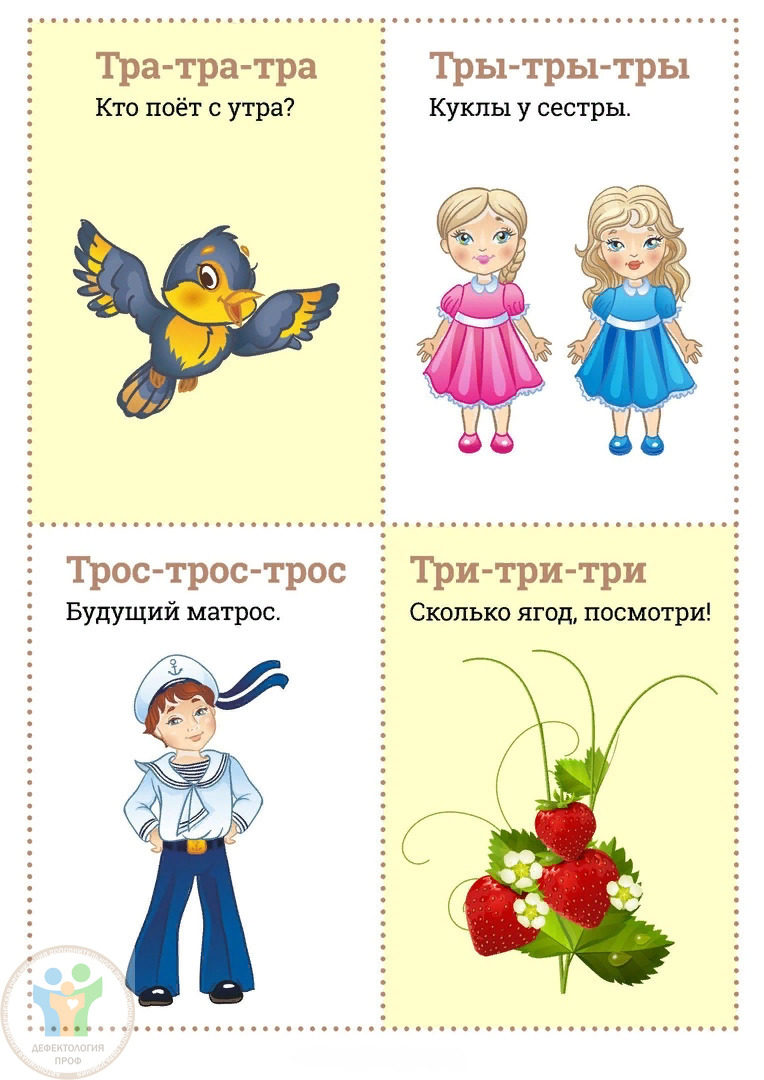 Тра-тра-тра
Кто поёт с утра?
Тры-тры-тры
Куклы у сестры.
Трос-трос-трос
Будущий матрос.
Три-три-три
Сколько ягод, посмотри!
ДЕФЕКТОЛОГИЯ
ПРОФ